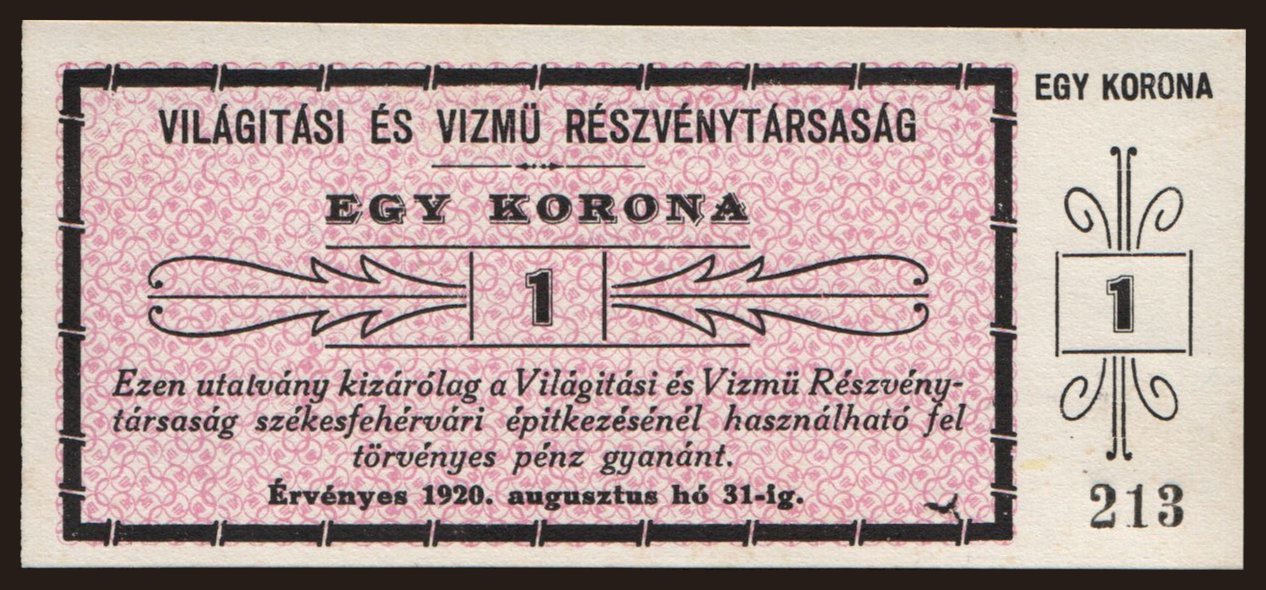 VILÁGITÁSI ÉS VIZMÜ RÉSZVÉNYTÁRSASÁG
EGY KORONA
1
Ezen utalvány kizárólag a Világitási és Vizmü Részvény-
társaság székesfehérvári épitkezésénél használható fel
törvényes pénz gyanánt.
Érvényes 1920. augusztus hó 31-ig.
EGY KORONA
1
213